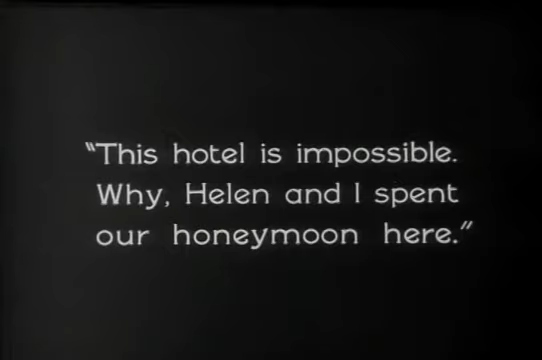 "This hotel is impossible.
Why, Helen and I spent
our honeymoon here."